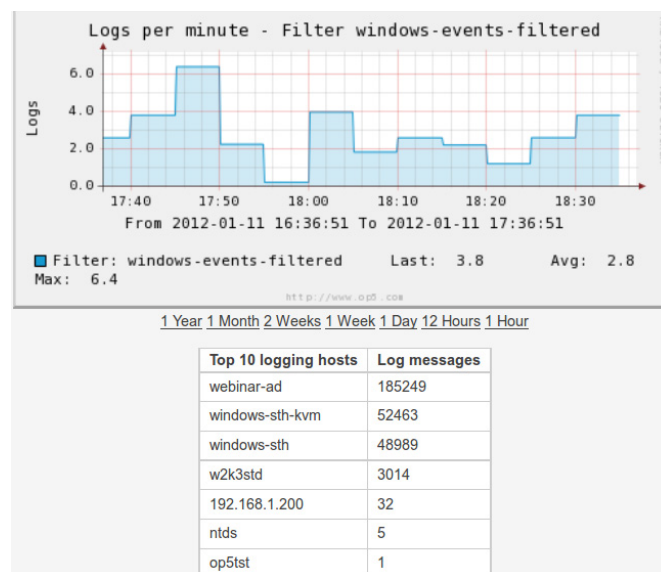 Logs per minute - Filter windows-events-filtered
Logs
6.0
4.0
2.0
0.0
17:40 17:50 18:00 18:10 18:20 18:30
From 2012-01-11 16:36:51 To 2012-01-11 17:36:51
Filter: windows-events-filtered Last: 3.8 Avg: 2.8
Max: 6.4
http://www.op5.com
1 Year 1 Month 2 Weeks 1 Week 1 Day 12 Hours 1 Hour
Top 10 logging hosts Log messages
webinar-ad 185249
windows-sth-kvm 52463
windows-sth 48989
w2k3std 3014
192.168.1.200 32
ntds 5
op5tst 1